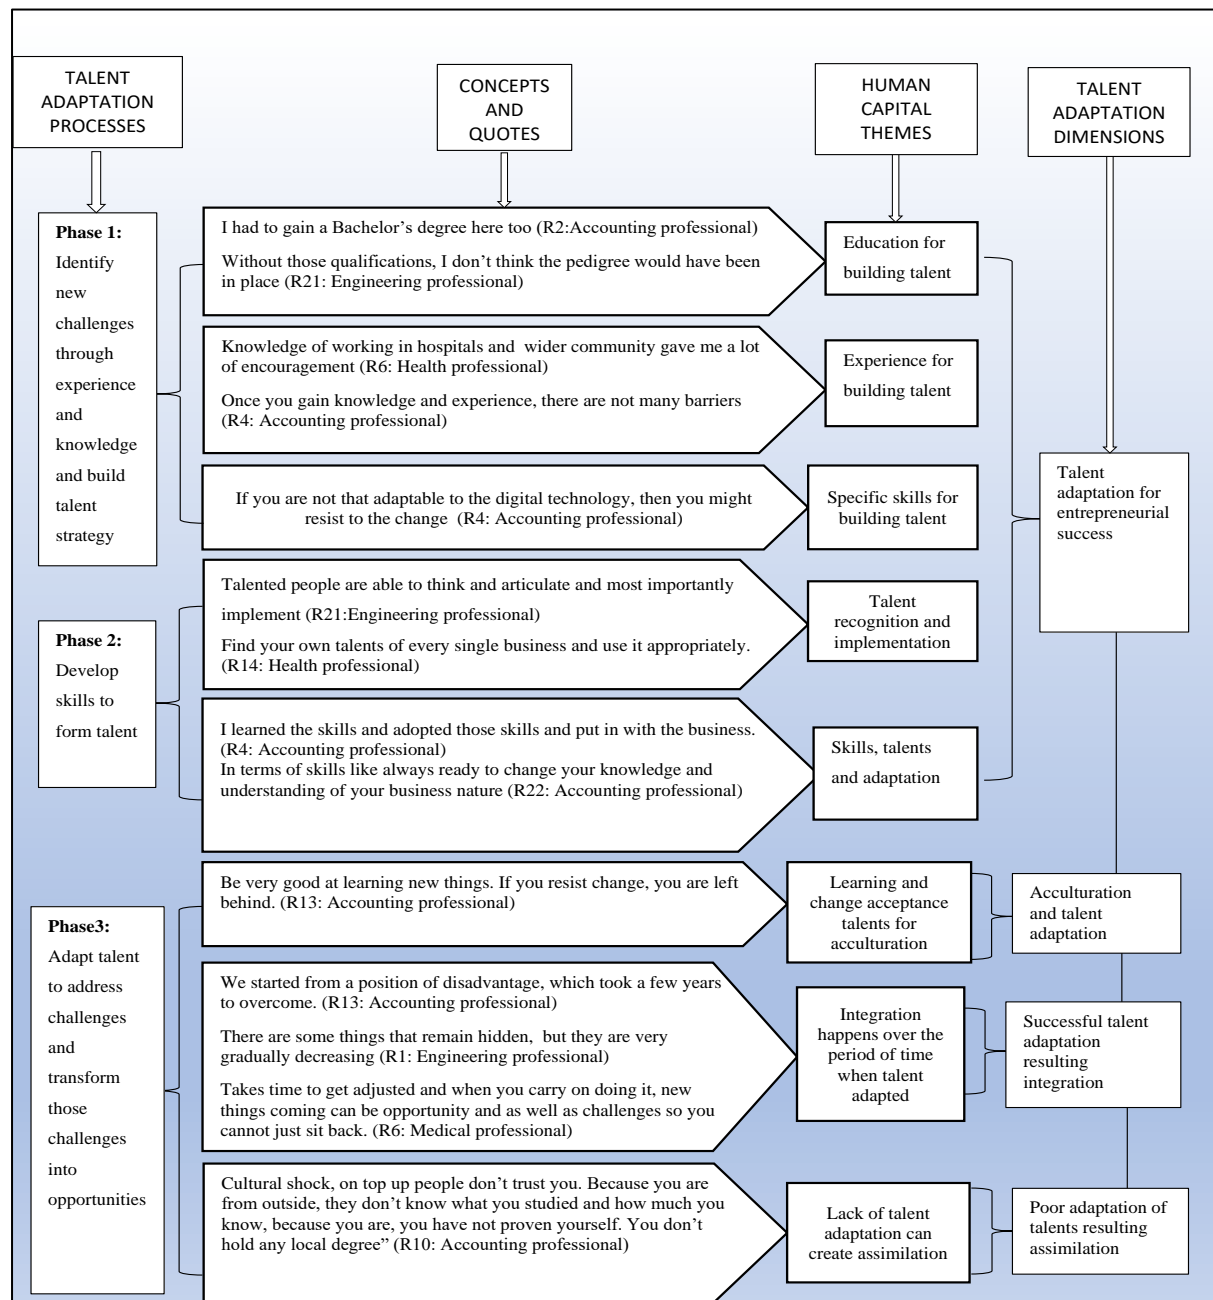 TALENT
ADAPTATION
PROCESSES
CONCEPTS
AND
QUOTES
HUMAN
CAPITAL
THEMES
TALENT
ADAPTATION
DIMENSIONS
Phase 1:
Identify
new
challenges
through
experience
and
knowledge
and build
talent
strategy
I had to gain a Bachelor’s degree here too (R2:Accounting professional)
Without those qualifications, I don’t think the pedigree would have been
in place (R21: Engineering professional)
Education for
building talent
Knowledge of working in hospitals and wider community gave me a lot
of encouragement (R6: Health professional)
Once you gain knowledge and experience, there are not many barriers
(R4: Accounting professional)
Experience for
building talent
If you are not that adaptable to the digital technology, then you might
resist to the change (R4: Accounting professional)
Specific skills for
building talent
Talent
adaptation for
entrepreneurial
success
Phase 2:
Develop
skills to
form talent
Talented people are able to think and articulate and most importantly
implement (R21:Engineering professional)
Find your own talents of every single business and use it appropriately.
(R14: Health professional)
Talent
recognition and
implementation
I learned the skills and adopted those skills and put in with the business.
(R4: Accounting professional)
In terms of skills like always ready to change your knowledge and
understanding of your business nature (R22: Accounting professional)
Skills, talents
and adaptation
Phase3:
Adapt talent
to address
challenges
and
transform
those
challenges
into
opportunities
Be very good at learning new things. If you resist change, you are left
behind. (R13: Accounting professional)
Learning and
change acceptance
talents for
acculturation
Acculturation
and talent
adaptation
We started from a position of disadvantage, which took a few years
to overcome. (R13: Accounting professional)
There are some things that remain hidden, but they are very
gradually decreasing (R1: Engineering professional)
Takes time to get adjusted and when you carry on doing it, new
things coming can be opportunity and as well as challenges so you
cannot just sit back. (R6: Medical professional)
Integration
happens over the
period of time
when talent
adapted
Successful talent
adaptation
resulting
integration
Cultural shock, on top up people don’t trust you. Because you are
from outside, they don’t know what you studied and how much you
know, because you are, you have not proven yourself. You don’t
hold any local degree” (R10: Accounting professional)
Lack of talent
adaptation can
create assimilation
Poor adaptation of
talents resulting
assimilation